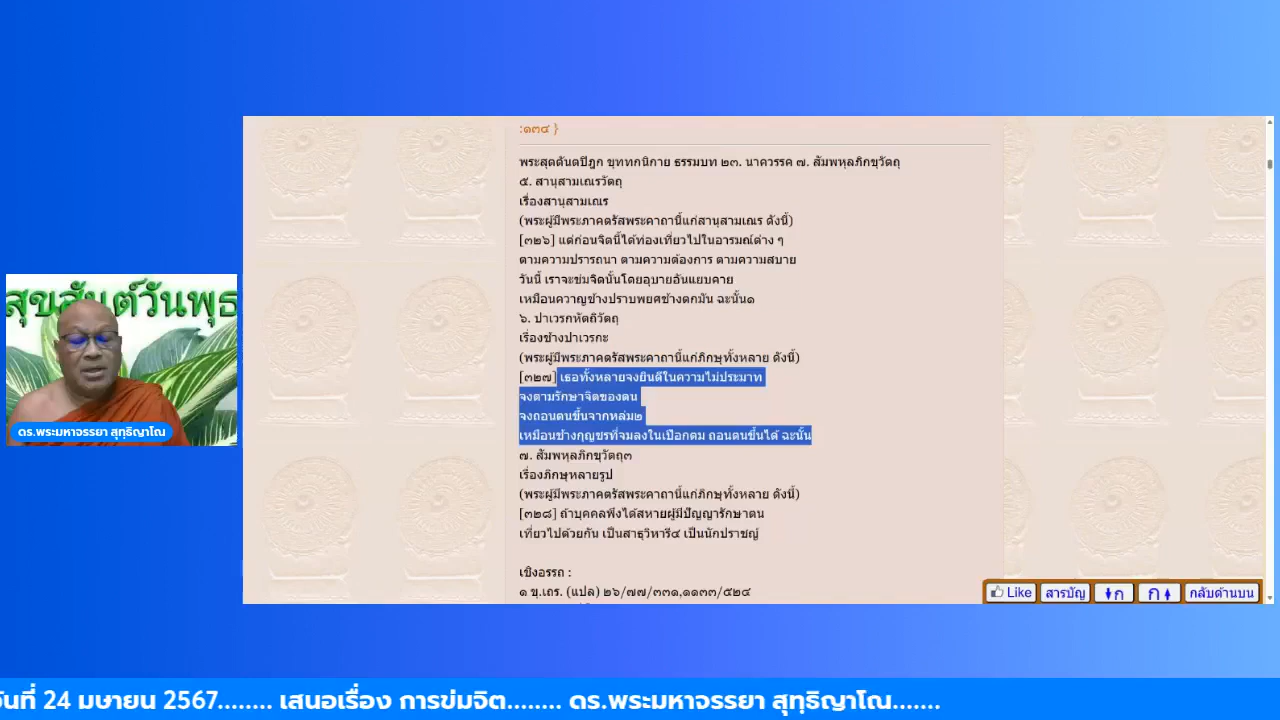 :๑๓๔ }
พระสุตตันตปิฎก ขุททกนิกาย ธรรมบท ๒๓. นาควรรค ๗. สัมพหุลภิกขุวัตถุ
๕. สานุสามเณรวัตถุ
เรื่องสานุสามเณร
(พระผู้มีพระภาคตรัสพระคาถานี้แก่สานุสามเณร ดังนี้)
[๓๒๖] แต่ก่อนจิตนี้ได้ท่องเที่ยวไปในอารมณ์ต่าง ๆ
ตามความปรารถนา ตามความต้องการ ตามความสบาย
วันนี้ เราจะข่มจิตนั้นโดยอุบายอันแยบคาย
เหมือนควาญช้างปราบพยศช้างตกมัน ฉะนั้น๑
๖. ปาเวรกหัตถิวัตถุ
เรื่องช้างปาเวรกะ
(พระผู้มีพระภาคตรัสพระคาถานี้แก่ภิกษุทั้งหลาย ดังนี้)
[๓๒๗] เธอทั้งหลายจงยินดีในความไม่ประมาท
จงตามรักษาจิตของตน
จงถอนตนขึ้นจากหล่ม๒
เหมือนช้างกุญชรที่จมลงในเปือกตม ถอนตนขึ้นได้ ฉะนั้น
๗. สัมพหุลภิกขุวัตถุ๓
เรื่องภิกษุหลายรูป
(พระผู้มีพระภาคตรัสพระคาถานี้แก่ภิกษุทั้งหลาย ดังนี้)
[๓๒๘] ถ้าบุคคลพึงได้สหายผู้มีปัญญารักษาตน
เที่ยวไปด้วยกัน เป็นสาธุวิหารี๔ เป็นนักปราชญ์
เชิงอรรถ :
๑ ขุ.เถร. (แปล) ๒๖/๗๗/๓๓๑,๑๑๓๓/๕๒๔
Like สารบัญ ก ก กลับด้านบน
สุขสันต์วันพุธ
ดร.พระมหาจรรยา สุทฺธิญาโณ
วันที่ 24 เมษายน 2567........ เสนอเรื่อง การข่มจิต........ ดร.พระมหาจรรยา สุทฺธิญาโณ.......